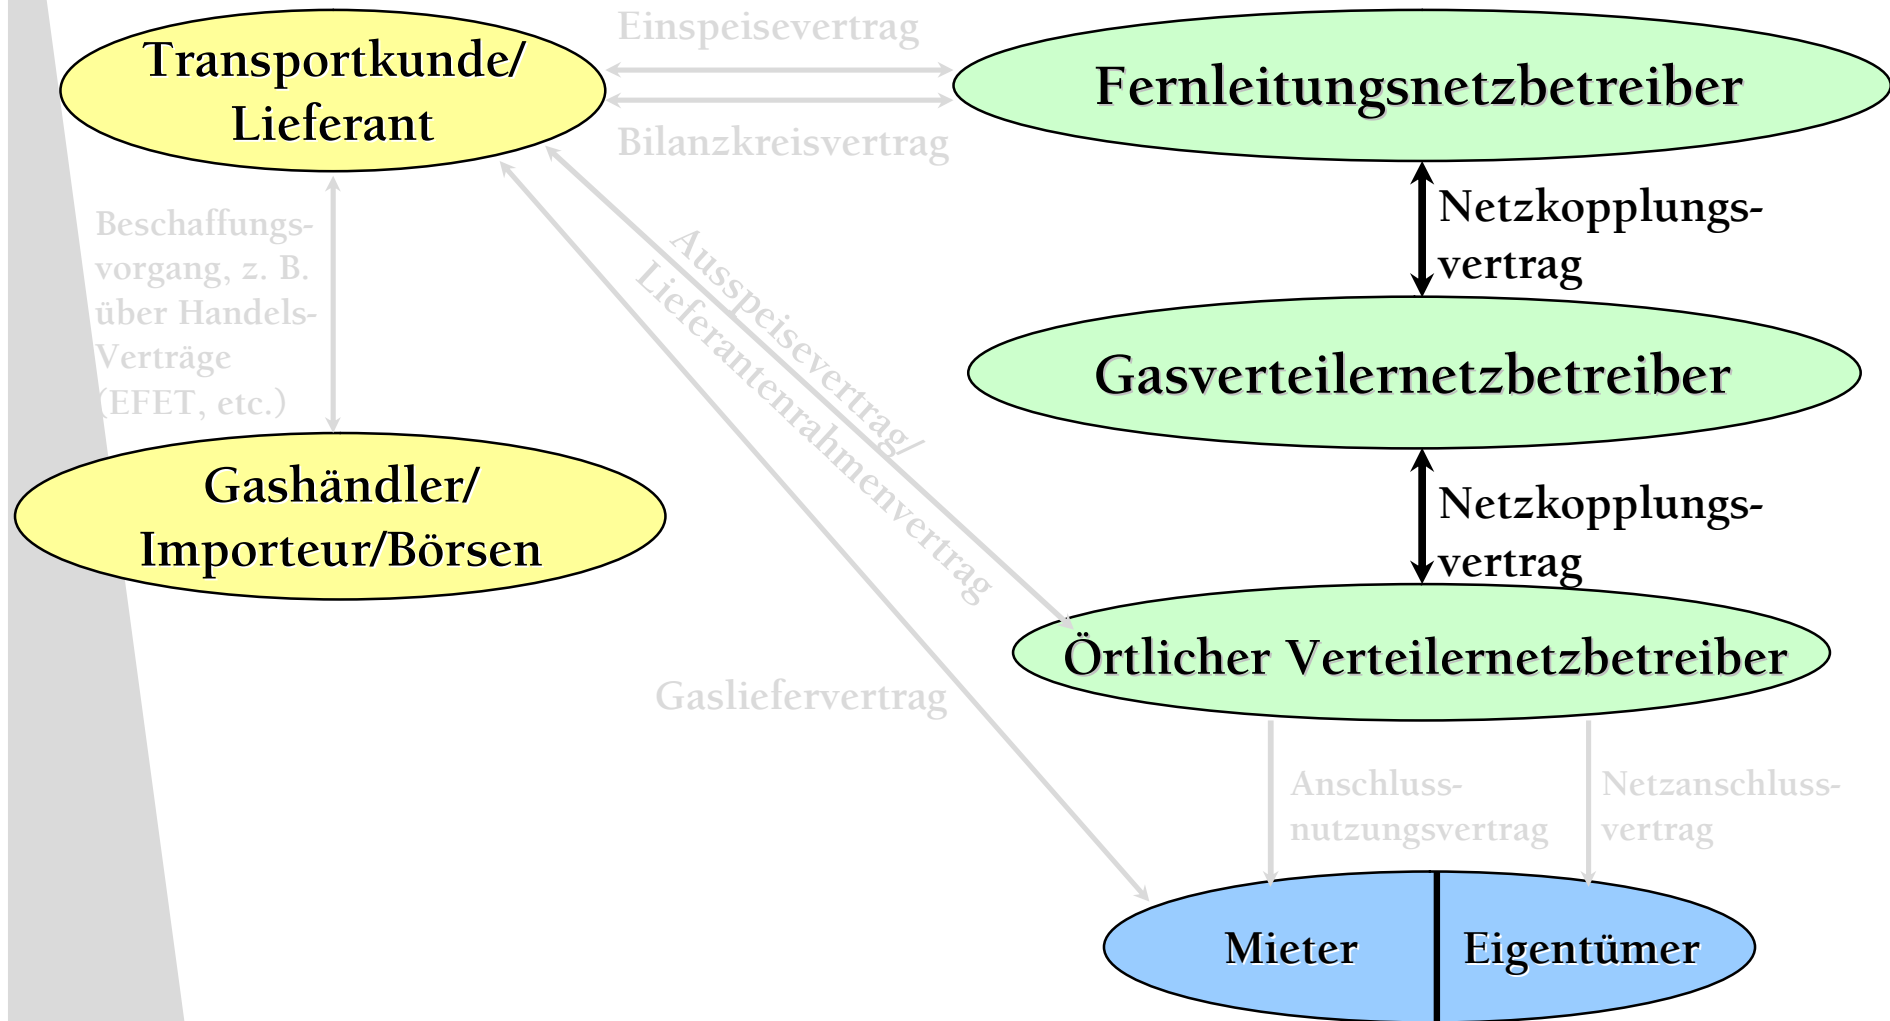 Transportkunde/
Lieferant
Einspeisevertrag
Bilanzkreisvertrag
Fernleitungsnetzbetreiber
Beschaffungs-
vorgang, z. B.
über Handels-
Verträge
(EFET, etc.)
Ausspeisevertrag/
Lieferantenrahmenvertrag
Netzkopplungs-
vertrag
Gasverteilernetzbetreiber
Gashändler/
Importeur/Börsen
Netzkopplungs-
vertrag
Örtlicher Verteilernetzbetreiber
Gasliefervertrag
Anschluss-
nutzungsvertrag
Netzanschluss-
vertrag
Mieter
Eigentümer